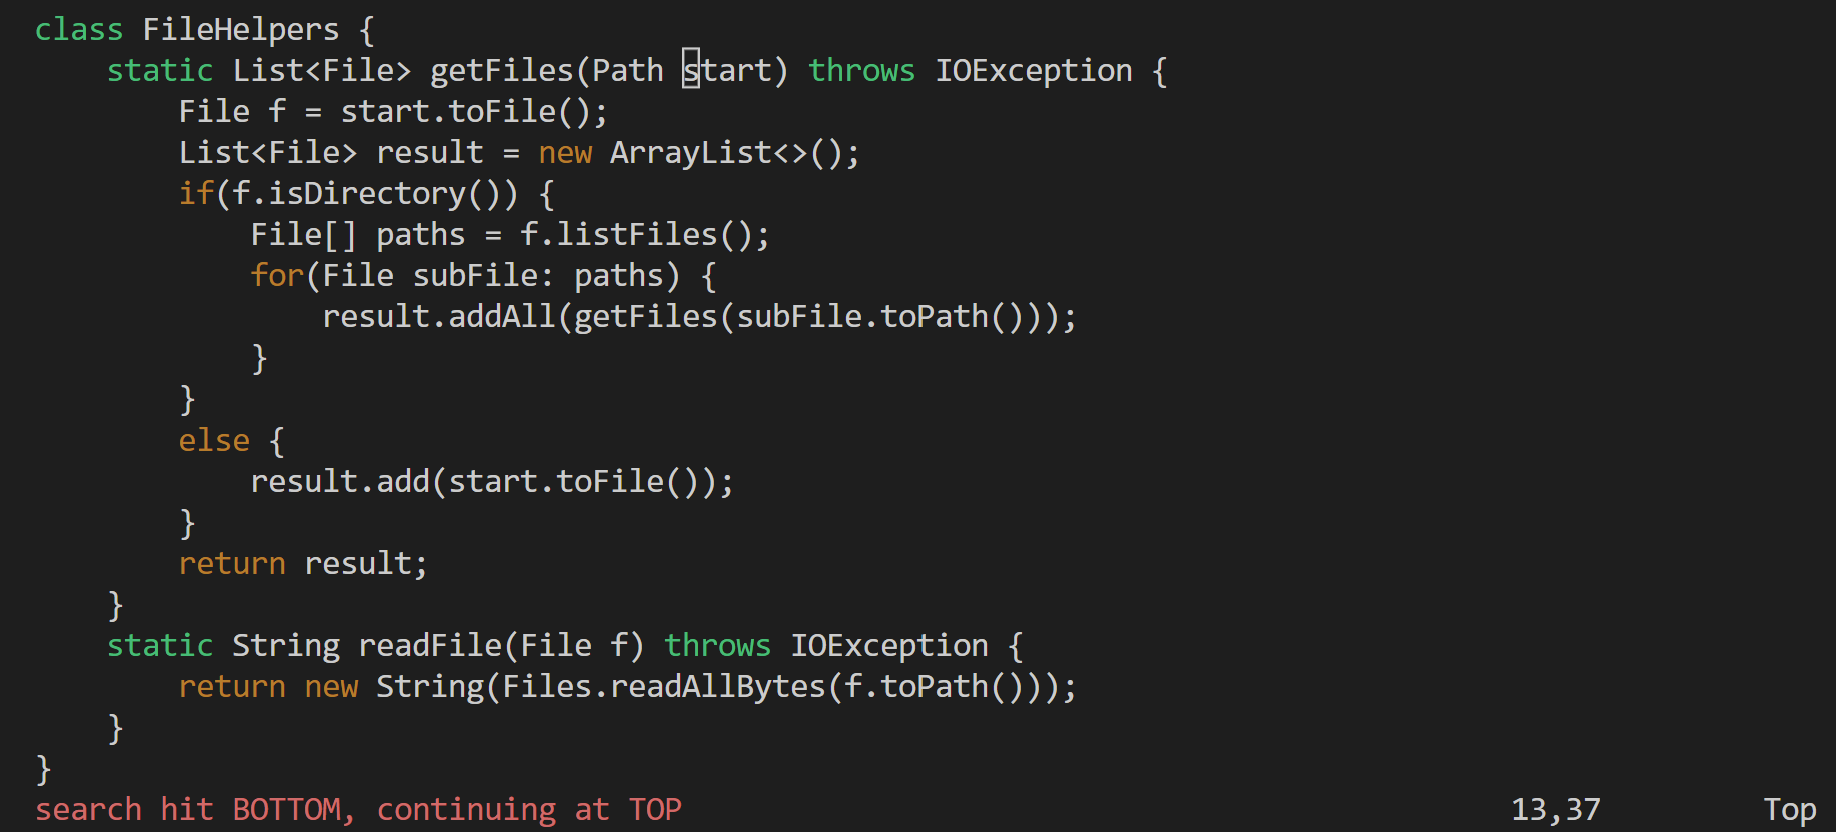 class FileHelpers {
    static List<File> getFiles(Path start) throws IOException {
        File f = start.toFile();
        List<File> result = new ArrayList<>();
        if(f.isDirectory()) {
            File[] paths = f.listFiles();
            for(File subFile: paths) {
                result.addAll(getFiles(subFile.toPath()));
            }
        }
        else {
            result.add(start.toFile());
        }
        return result;
    }
    static String readFile(File f) throws IOException {
        return new String(Files.readAllBytes(f.toPath()));
    }
}
search hit BOTTOM, continuing at TOP 13,37 Top